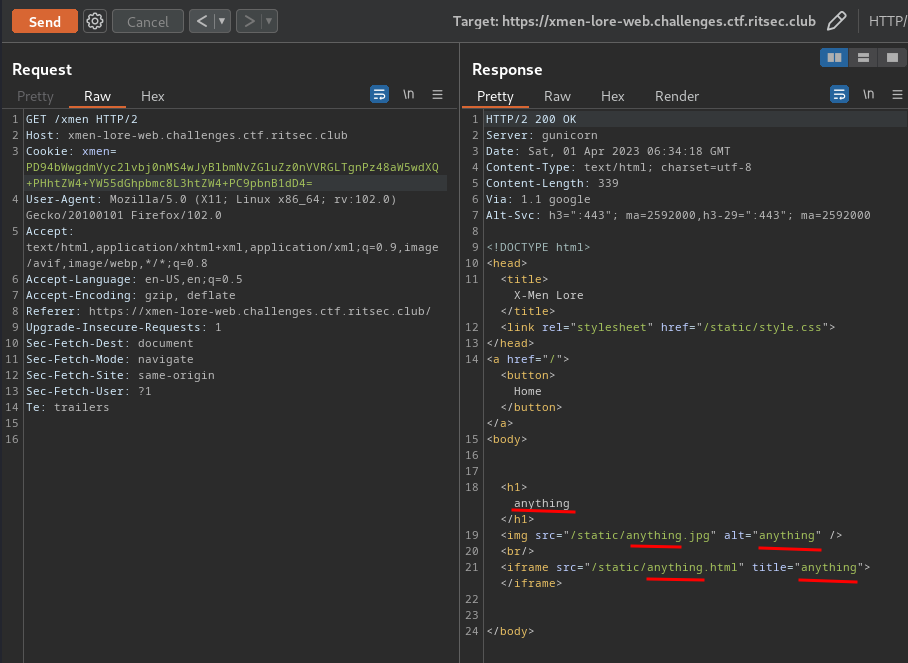 Send
Cancel
<
>
Target: https://xmen-lore-web.challenges.ctf.ritsec.club
HTTP/
Request
Pretty Raw Hex
\n
1 GET /xmen HTTP/2
2 Host: xmen-lore-web.challenges.ctf.ritsec.club
3 Cookie: xmen=
PD94bWwgdmVyc2lvbj0nMS4wJyBlbmNvZGluZz0nVVRGLTgnPz48aW5wdXQ
+PHhtZW4+YW55dGhpbmc8L3htZW4+PC9pbnB1dD4=
4 User-Agent: Mozilla/5.0 (X11; Linux x86_64; rv:102.0)
Gecko/20100101 Firefox/102.0
5 Accept:
text/html,application/xhtml+xml,application/xml;q=0.9,image
/avif,image/webp,*/*;q=0.8
6 Accept-Language: en-US,en;q=0.5
7 Accept-Encoding: gzip, deflate
8 Referer: https://xmen-lore-web.challenges.ctf.ritsec.club/
9 Upgrade-Insecure-Requests: 1
10 Sec-Fetch-Dest: document
11 Sec-Fetch-Mode: navigate
12 Sec-Fetch-Site: same-origin
13 Sec-Fetch-User: ?1
14 Te: trailers
15
16
Response
Pretty Raw Hex Render
\n
1 HTTP/2 200 OK
2 Server: gunicorn
3 Date: Sat, 01 Apr 2023 06:34:18 GMT
4 Content-Type: text/html; charset=utf-8
5 Content-Length: 339
6 Via: 1.1 google
7 Alt-Svc: h3=":443"; ma=2592000,h3-29=":443"; ma=2592000
8
9 <!DOCTYPE html>
10 <head>
11 <title>
X-Men Lore
</title>
12 <link rel="stylesheet" href="/static/style.css">
13 </head>
14 <a href="/">
<button>
Home
</button>
</a>
15 <body>
16
17
18 <h1>
anything
</h1>
19 <img src="/static/anything.jpg" alt="anything" />
20 <br/>
21 <iframe src="/static/anything.html" title="anything">
</iframe>
22
23
24 </body>